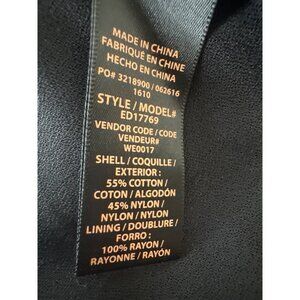 MADE IN CHINA
FABRIQUÉ EN CHINE
HECHO EN CHINA
PO# 3218900 / 062616
1610
STYLE / MODEL#
ED17769
VENDOR CODE / CODE
VENDEUR#
WE0017
SHELL / COQUILLE /
EXTERIOR :
55% COTTON /
COTON / ALGODÓN
45% NYLON /
NYLON / NYLON
LINING / DOUBLURE /
FORRO :
100% RAYON /
RAYONNE / RAYÓN